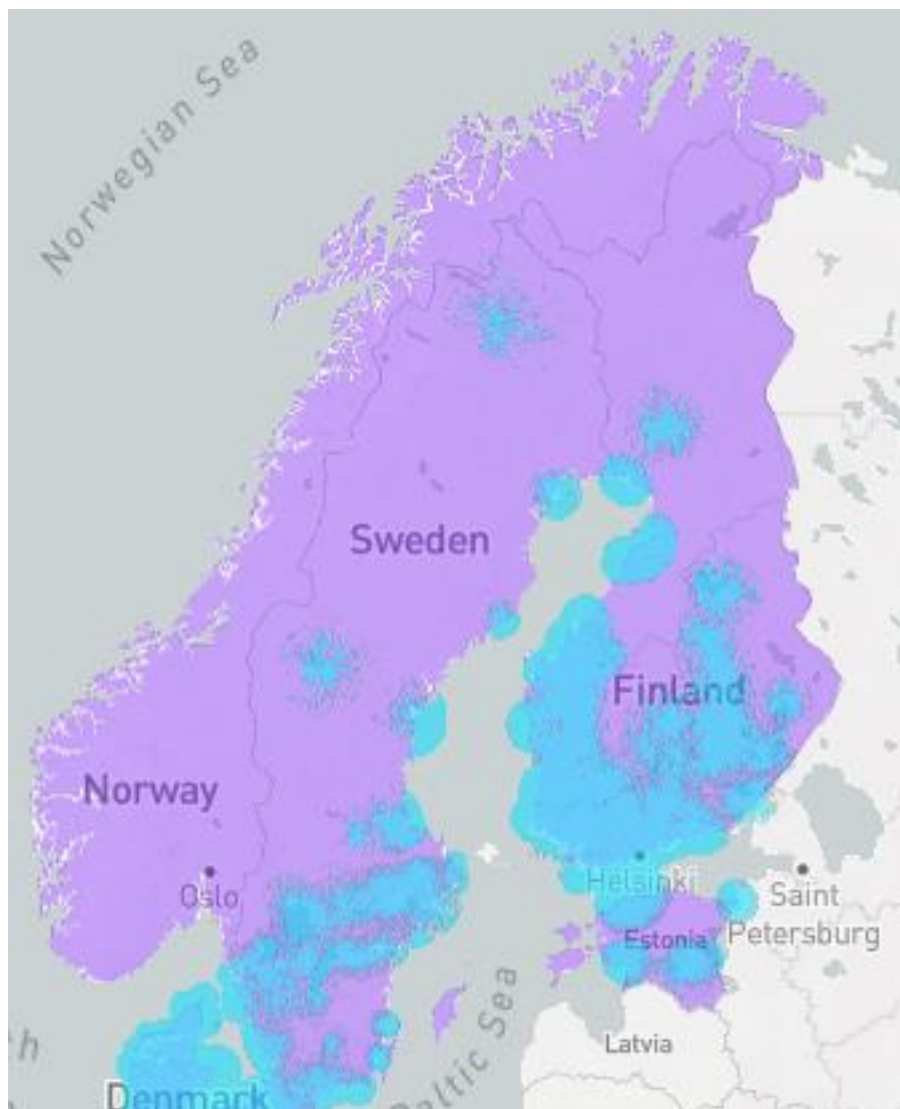 Norwegian Sea
Sweden
Finland
Norway
Oslo
Helsinki
Saint
Petersburg
Estonia
Baltic Sea
Latvia
Denmark